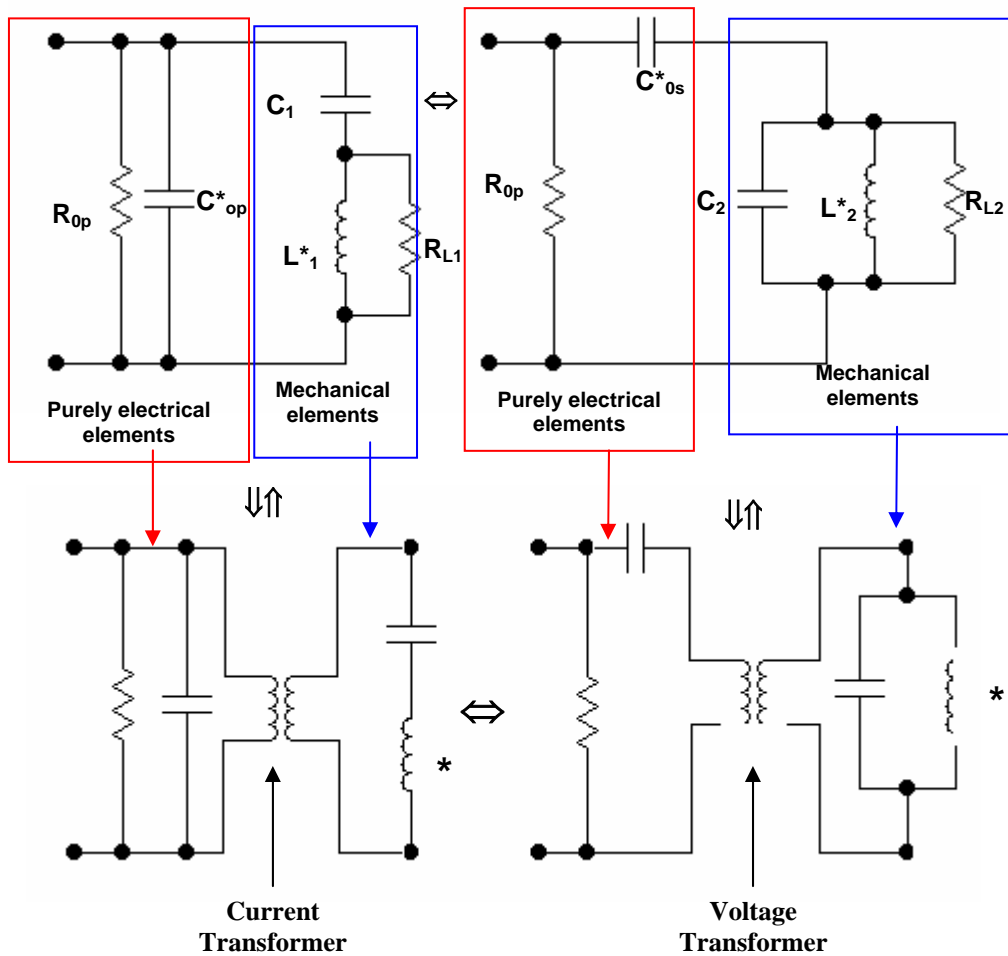 C1
⇔
C*0s
R0p
C*op
L*1
RL1
R0p
C2
L*2
RL2
Purely electrical
elements
Mechanical
elements
Purely electrical
elements
Mechanical
elements
⇓⇑
⇓⇑
*
⇔
*
Current
Transformer
Voltage
Transformer